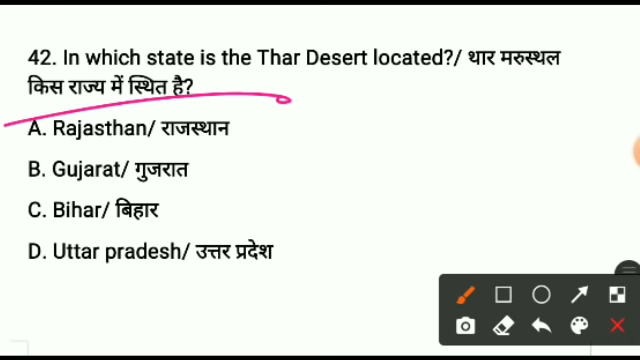 42. In which state is the Thar Desert located?/ थार मरुस्थल
किस राज्य में स्थित है?
A. Rajasthan/ राजस्थान
B. Gujarat/ गुजरात
C. Bihar/ बिहार
D. Uttar pradesh/ उत्तर प्रदेश